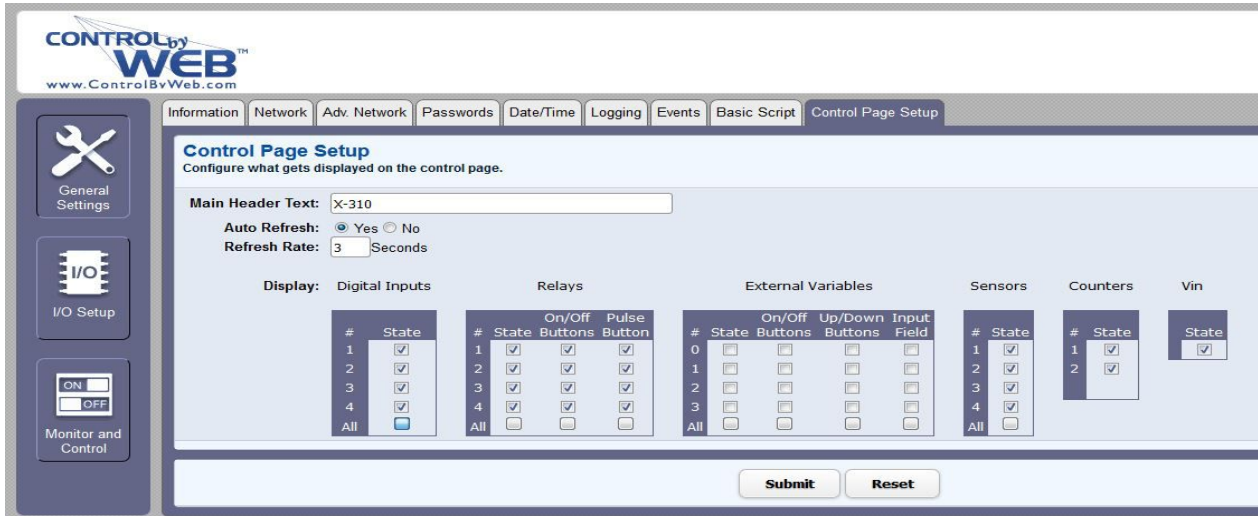 CONTROL by
WEB™
www.ControlByWeb.com
Information Network Adv. Network Passwords Date/Time Logging Events Basic Script Control Page Setup
General
Settings
I/O
I/O Setup
ON
OFF
Monitor and
Control
Control Page Setup
Configure what gets displayed on the control page.
Main Header Text: X-310
Auto Refresh: Yes No
Refresh Rate: 3 Seconds
Display: Digital Inputs Relays External Variables Sensors Counters Vin
# State
1
2
3
4
All
On/Off Pulse
# State Buttons Button
1
2
3
4
All
On/Off Up/Down Input
# State Buttons Buttons Field
0
1
2
3
All
# State
1
2
3
4
All
# State
1
2
State
Submit Reset